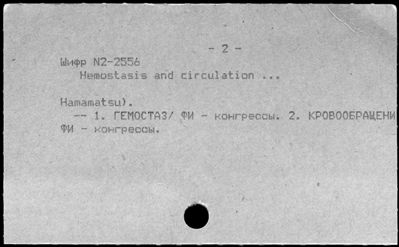 - 2 -
Шифр N2-2556
Hemostasis and circulation ...
Hamamatsu).
-- 1. ГЕМОСТАЗ/ ФИ - конгрессы. 2. КРОВООБРАЩЕНИ
ФИ - конгрессы.